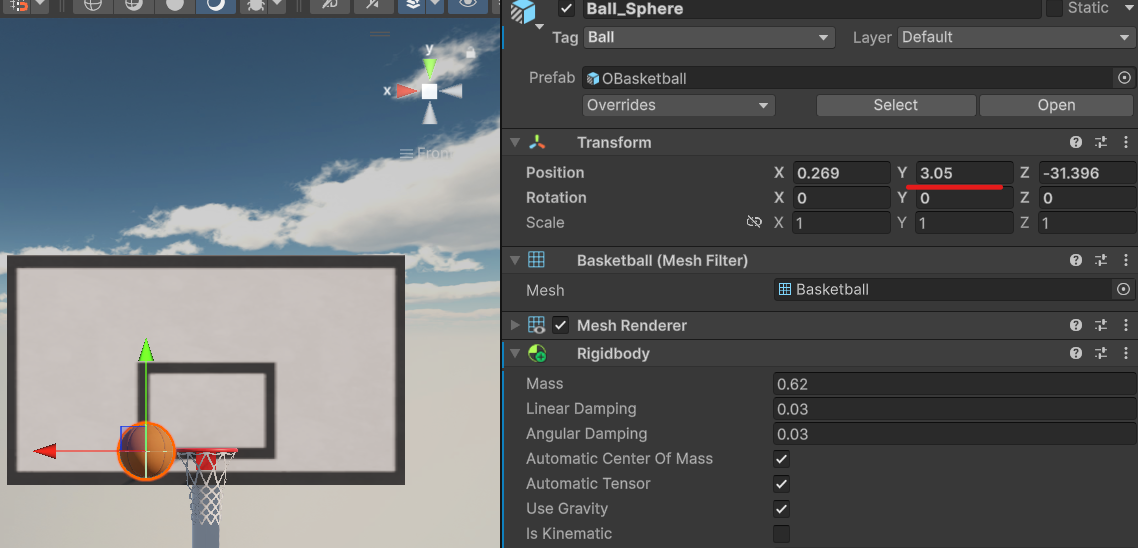 Ball_Sphere
Static
Tag Ball Layer Default
Prefab OBasketball
Overrides Select Open
Transform
Position X 0.269 Y 3.05 Z -31.396
Rotation X 0 Y 0 Z 0
Scale X 1 Y 1 Z 1
Basketball (Mesh Filter)
Mesh Basketball
Mesh Renderer
Rigidbody
Mass 0.62
Linear Damping 0.03
Angular Damping 0.03
Automatic Center Of Mass
Automatic Tensor
Use Gravity
Is Kinematic
y
x
Front